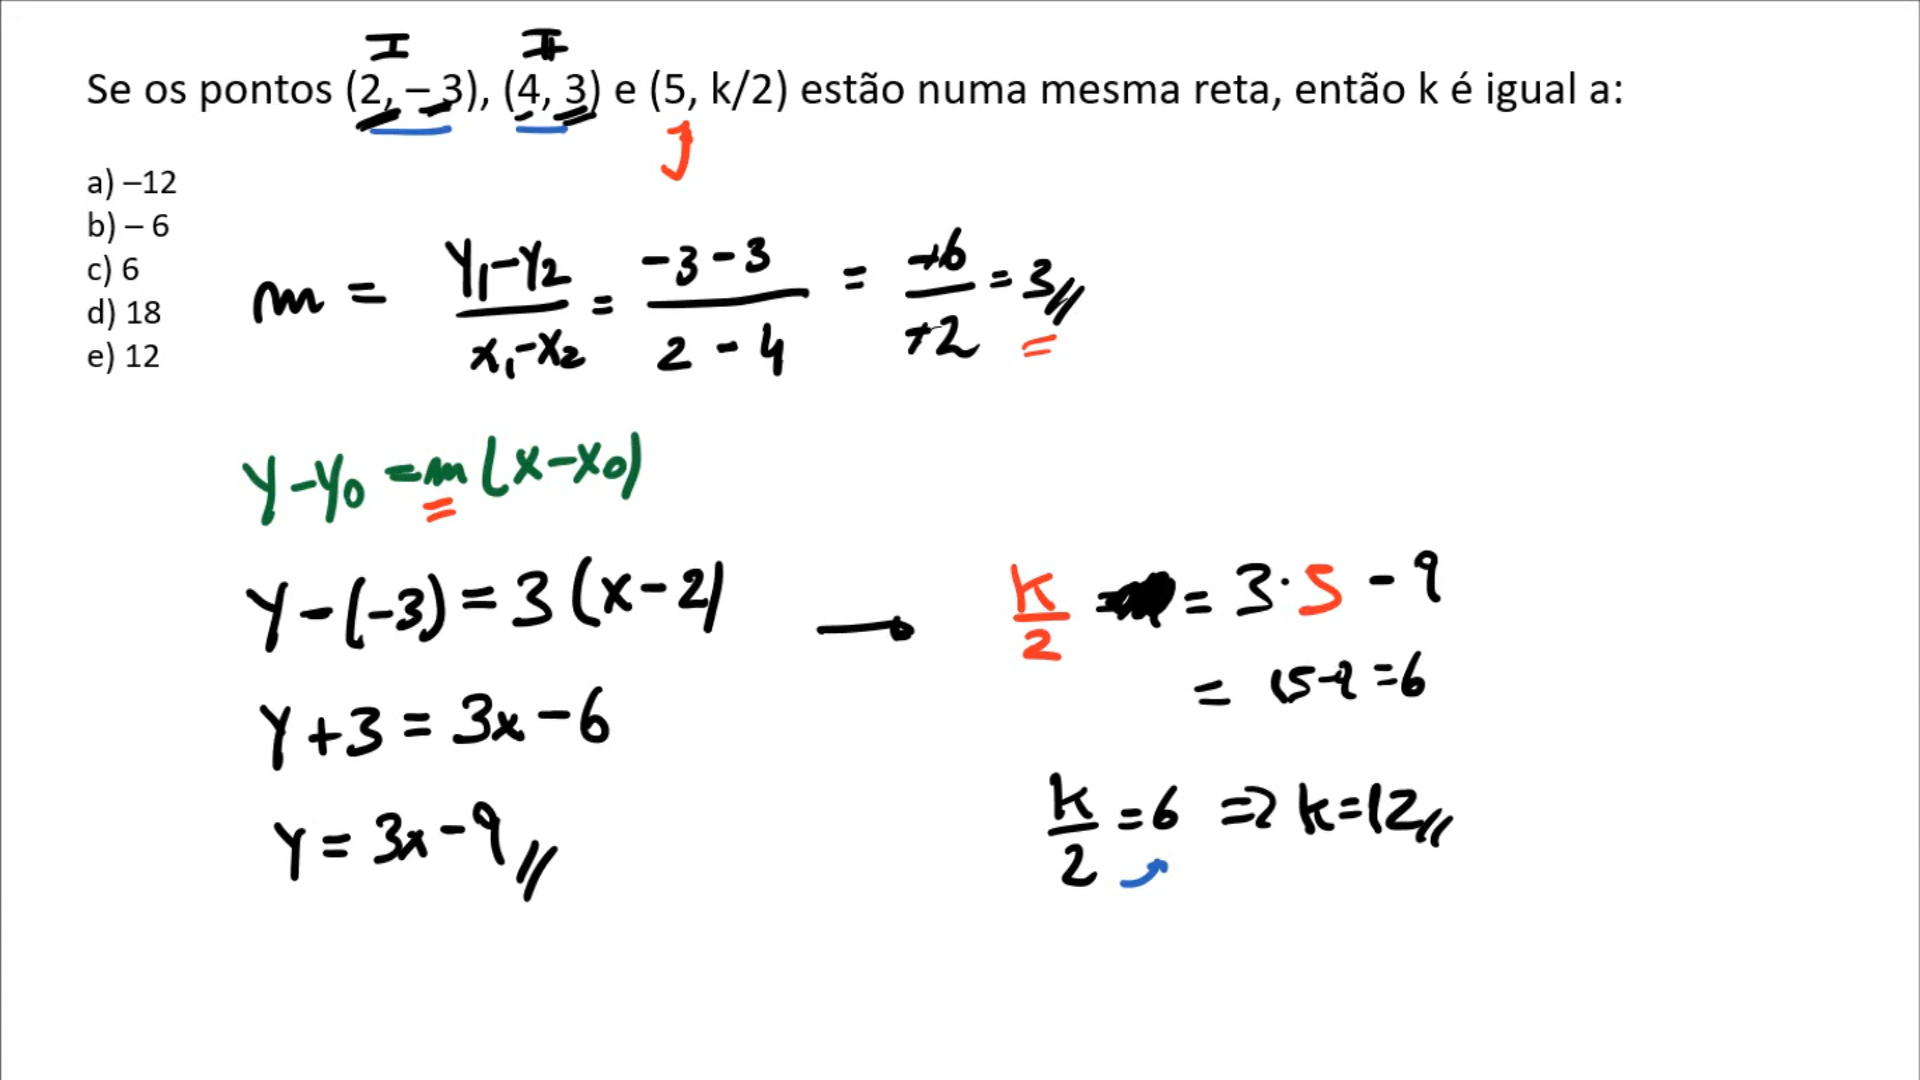 I II
Se os pontos (2, – 3), (4, 3) e (5, k/2) estão numa mesma reta, então k é igual a:
a) –12
b) – 6
c) 6
d) 18
e) 12
m = (Y₁-Y₂)/(x₁-x₂) = (-3-3)/(2-4) = (+6)/(+2) = 3//
Y-Y₀ = m(x-x₀)
Y-(-3) = 3(x-2)
Y+3 = 3x-6
Y = 3x-9//
→ k/2 = 3·5-9
= 15-9 = 6
k/2 = 6 => k=12//